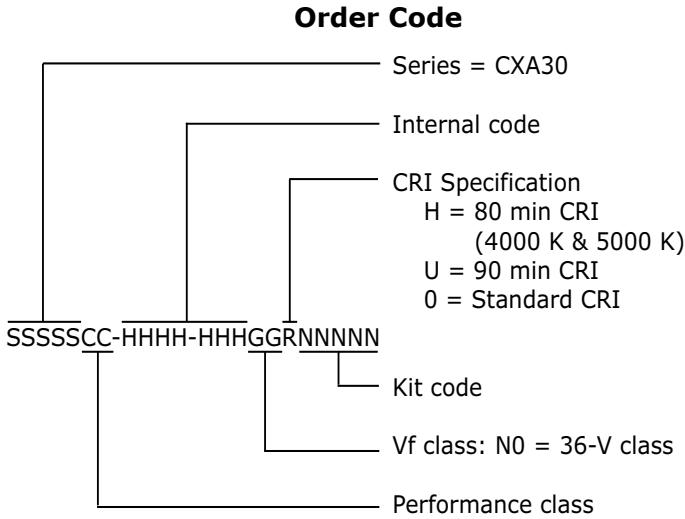 Order Code
Series = CXA30
Internal code
CRI Specification
H = 80 min CRI
(4000 K & 5000 K)
U = 90 min CRI
0 = Standard CRI
SSSSSCC-HHHH-HHHGGRNNNNN
Kit code
Vf class: N0 = 36-V class
Performance class